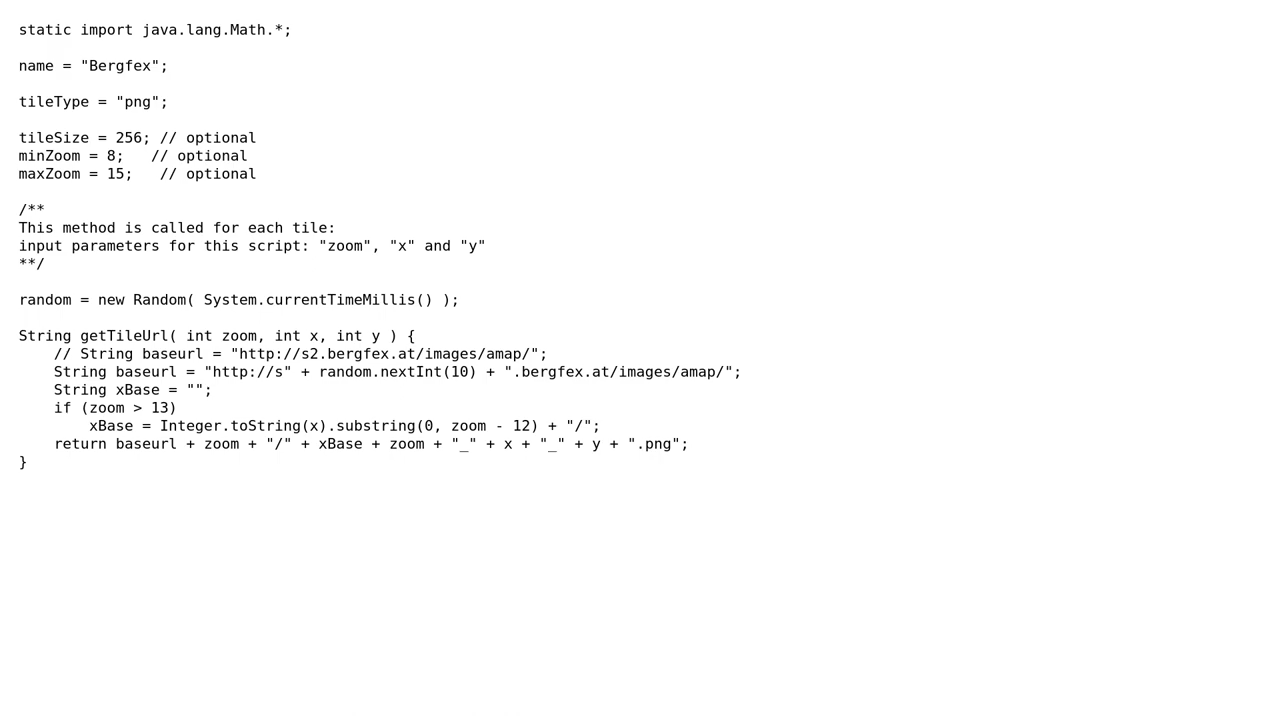 static import java.lang.Math.*;
name = "Bergfex";
tileType = "png";
tileSize = 256; // optional
minZoom = 8;   // optional
maxZoom = 15;   // optional
/**
This method is called for each tile:
input parameters for this script: "zoom", "x" and "y"
**/
random = new Random( System.currentTimeMillis() );
String getTileUrl( int zoom, int x, int y ) {
    // String baseurl = "http://s2.bergfex.at/images/amap/";
    String baseurl = "http://s" + random.nextInt(10) + ".bergfex.at/images/amap/";
    String xBase = "";
    if (zoom > 13)
        xBase = Integer.toString(x).substring(0, zoom - 12) + "/";
    return baseurl + zoom + "/" + xBase + zoom + "_" + x + "_" + y + ".png";
}